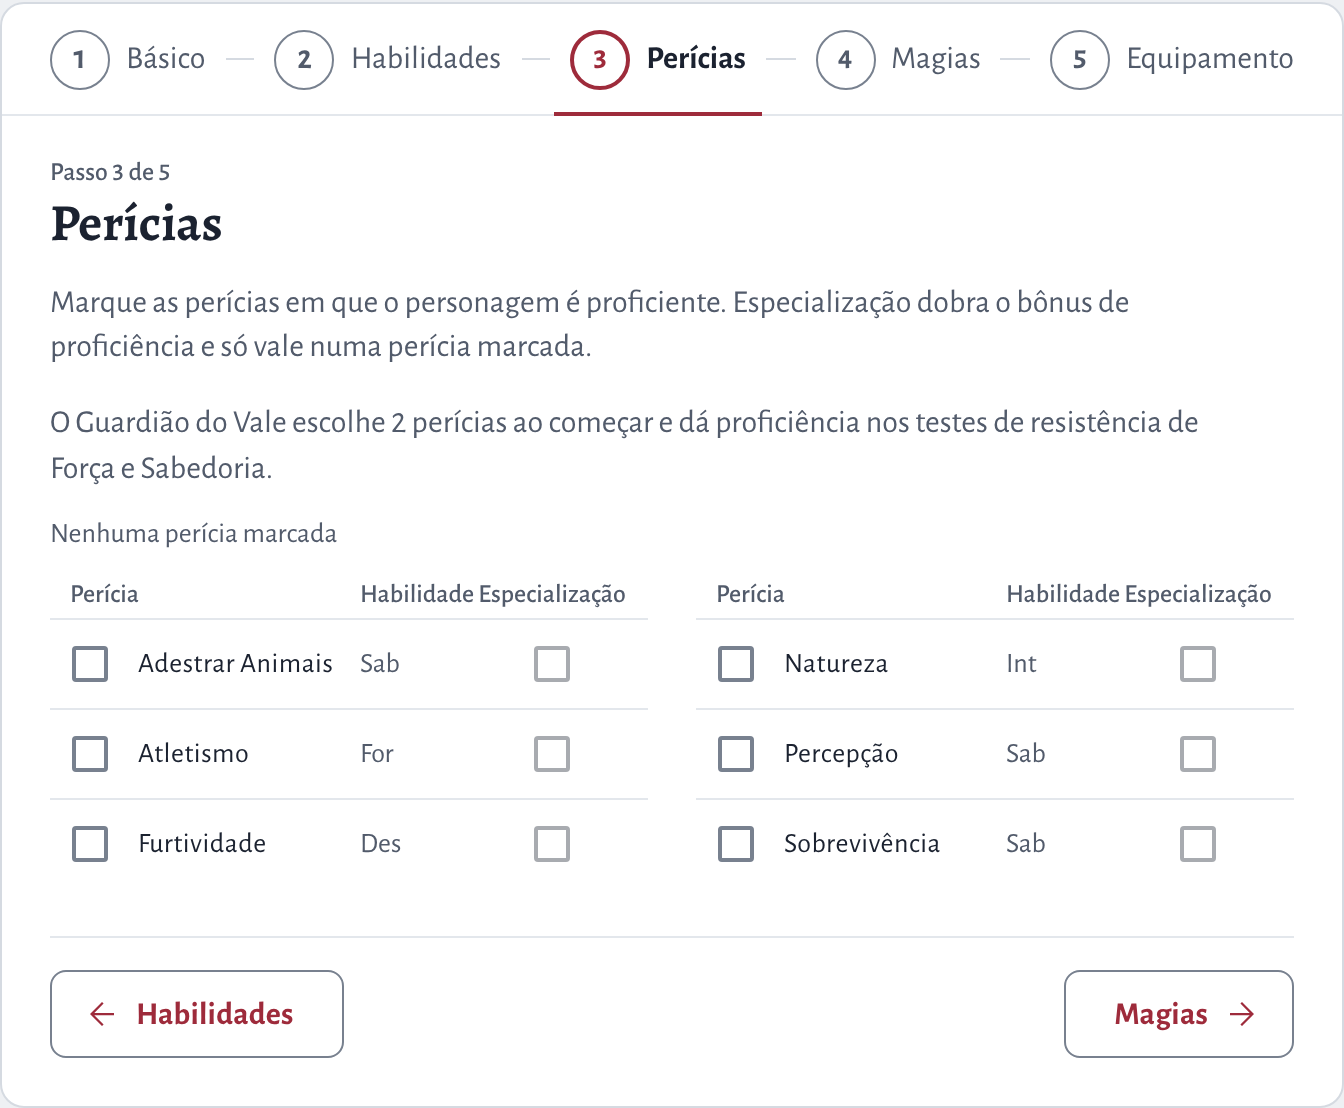 1 Básico 2 Habilidades 3 Perícias 4 Magias 5 Equipamento
Passo 3 de 5
Perícias
Marque as perícias em que o personagem é proficiente. Especialização dobra o bônus de
proficiência e só vale numa perícia marcada.
O Guardião do Vale escolhe 2 perícias ao começar e dá proficiência nos testes de resistência de
Força e Sabedoria.
Nenhuma perícia marcada
Perícia Habilidade Especialização
Adestrar Animais Sab
Atletismo For
Furtividade Des
Perícia Habilidade Especialização
Natureza Int
Percepção Sab
Sobrevivência Sab
← Habilidades
Magias →